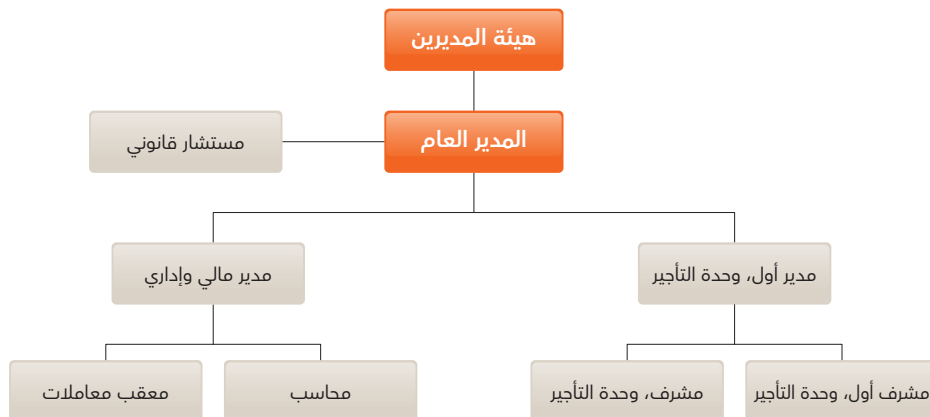 هيئة المديرين
المدير العام
مستشار قانوني
مدير أول، وحدة التأجير
مدير مالي وإداري
مشرف أول، وحدة التأجير
مشرف، وحدة التأجير
محاسب
معقب معاملات